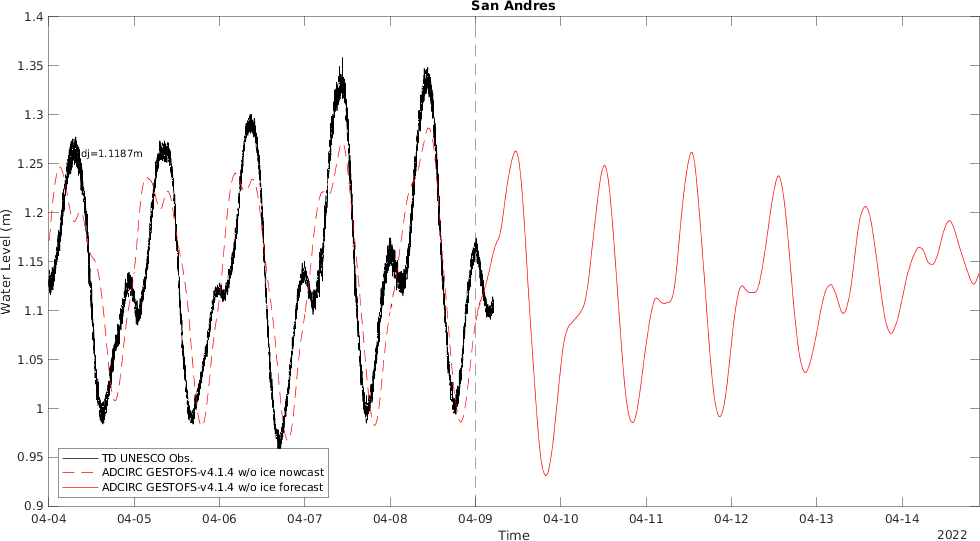 San Andres
1.4
1.35
1.3
1.25
1.2
1.15
1.1
1.05
1
0.95
0.9
Water Level (m)
dj=1.1187m
TD UNESCO Obs.
ADCIRC GESTOFS-v4.1.4 w/o ice nowcast
ADCIRC GESTOFS-v4.1.4 w/o ice forecast
04-04 04-05 04-06 04-07 04-08 04-09 04-10 04-11 04-12 04-13 04-14
Time
2022